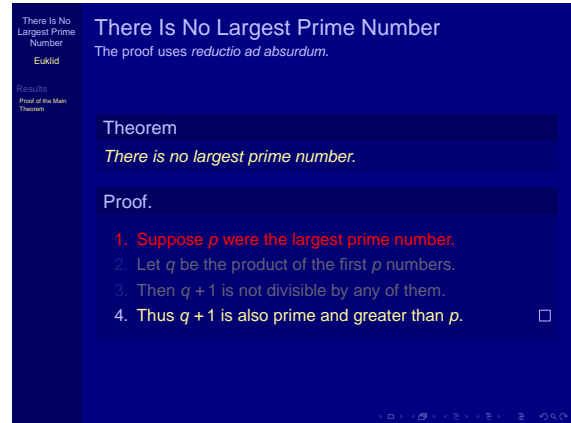 There Is No
Largest Prime
Number
Euklid
Results
Proof of the Main
Theorem
There Is No Largest Prime Number
The proof uses reductio ad absurdum.
Theorem
There is no largest prime number.
Proof.
1. Suppose p were the largest prime number.
2. Let q be the product of the first p numbers.
3. Then q + 1 is not divisible by any of them.
4. Thus q + 1 is also prime and greater than p. □